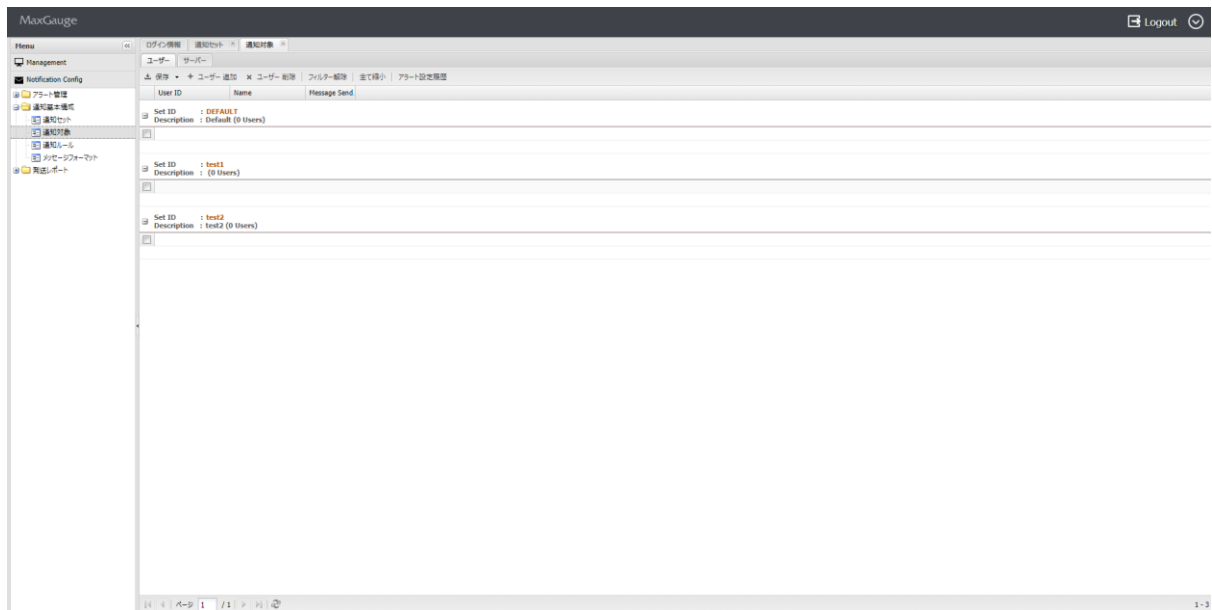 MaxGauge
Logout
Menu
ログイン情報 通知セット 通知対象
Management
ユーザー サーバー
Notification Config
保存 ユーザー追加 ユーザー削除 フィルター解除 全て縮小 アラート設定履歴
User ID Name Message Send
アラート管理
通知基本構成
通知セット
通知対象
通知ルール
メッセージフォーマット
発送レポート
Set ID : DEFAULT
Description : Default (0 Users)
Set ID : test1
Description : (0 Users)
Set ID : test2
Description : test2 (0 Users)
ページ 1 / 1
1 - 3